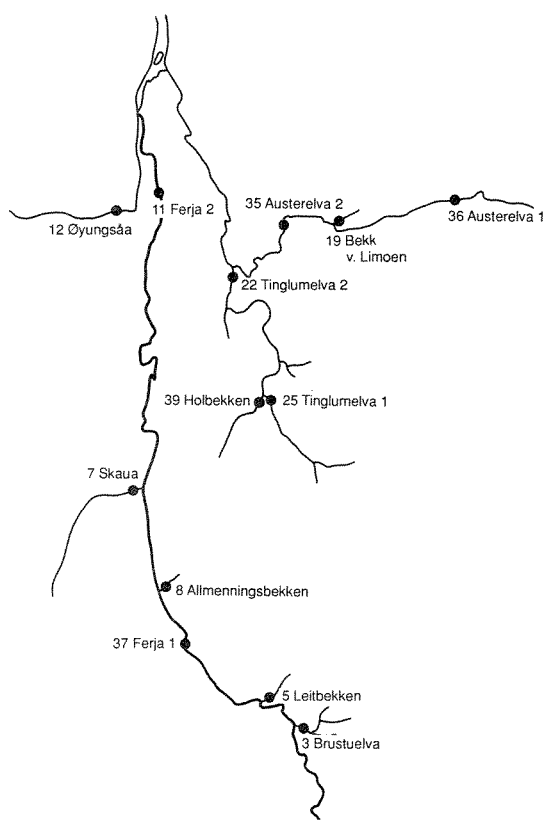 11 Ferja 2
35 Austerelva 2
36 Austerelva 1
12 Øyungsåa
19 Bekk
v. Limoen
22 Tinglumelva 2
39 Holbekken
25 Tinglumelva 1
7 Skaua
8 Allmenningsbekken
37 Ferja 1
5 Leitbekken
3 Brustuelva